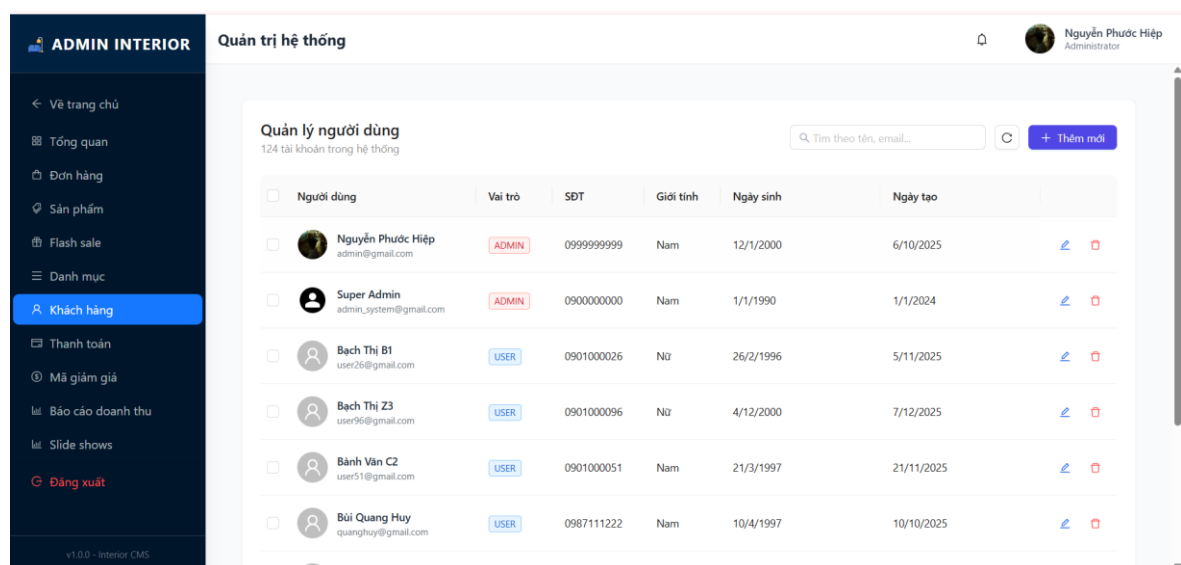 ADMIN INTERIOR
Quản trị hệ thống
Nguyễn Phước Hiệp
Administrator
Về trang chủ
Tổng quan
Đơn hàng
Sản phẩm
Flash sale
Danh mục
Khách hàng
Thanh toán
Mã giảm giá
Báo cáo doanh thu
Slide shows
Đăng xuất
v1.0.0 - Interior CMS
Quản lý người dùng
124 tài khoản trong hệ thống
Tìm theo tên, email...
Thêm mới
Người dùng Vai trò SĐT Giới tính Ngày sinh Ngày tạo
Nguyễn Phước Hiệp ADMIN 0999999999 Nam 12/1/2000 6/10/2025
admin@gmail.com
Super Admin ADMIN 0900000000 Nam 1/1/1990 1/1/2024
admin_system@gmail.com
Bạch Thị B1 USER 0901000026 Nữ 26/2/1996 5/11/2025
user26@gmail.com
Bạch Thị Z3 USER 0901000096 Nữ 4/12/2000 7/12/2025
user96@gmail.com
Bành Văn C2 USER 0901000051 Nam 21/3/1997 21/11/2025
user51@gmail.com
Bùi Quang Huy USER 0987111222 Nam 10/4/1997 10/10/2025
quanghuy@gmail.com